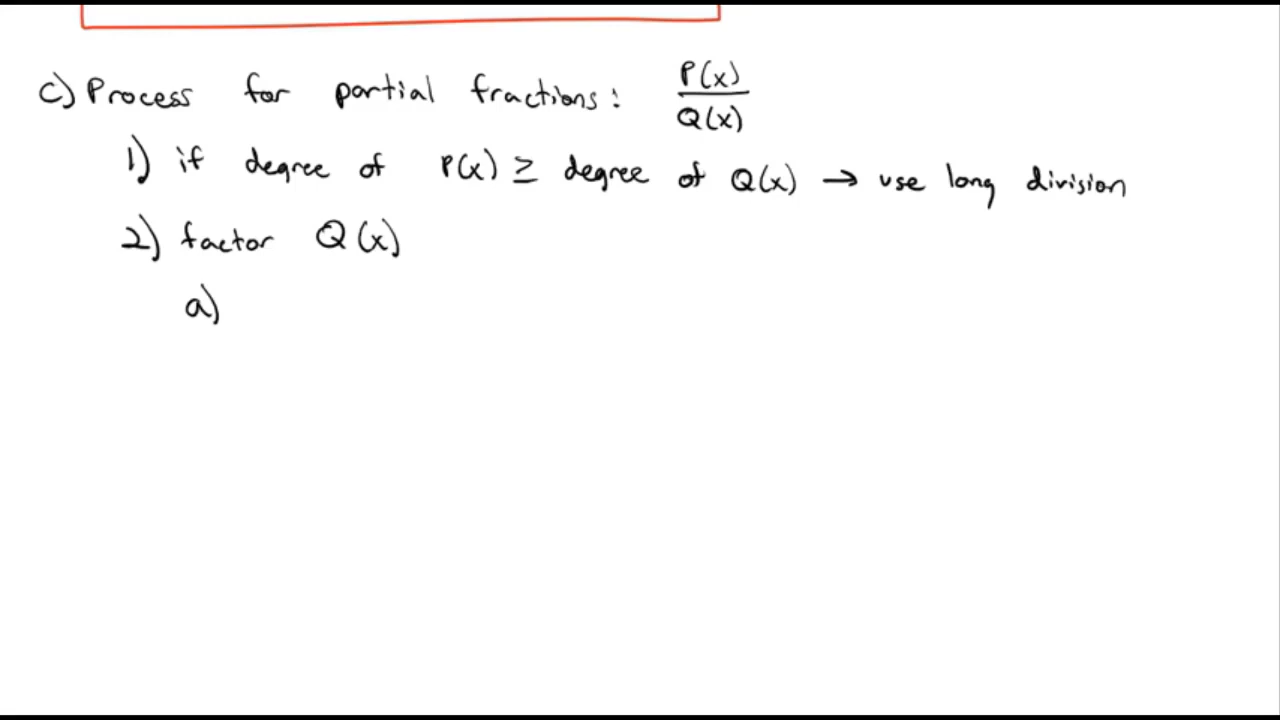 c) Process for partial fractions: P(x)/Q(x)
1) if degree of P(x) ≥ degree of Q(x) → use long division
2) factor Q(x)
a)